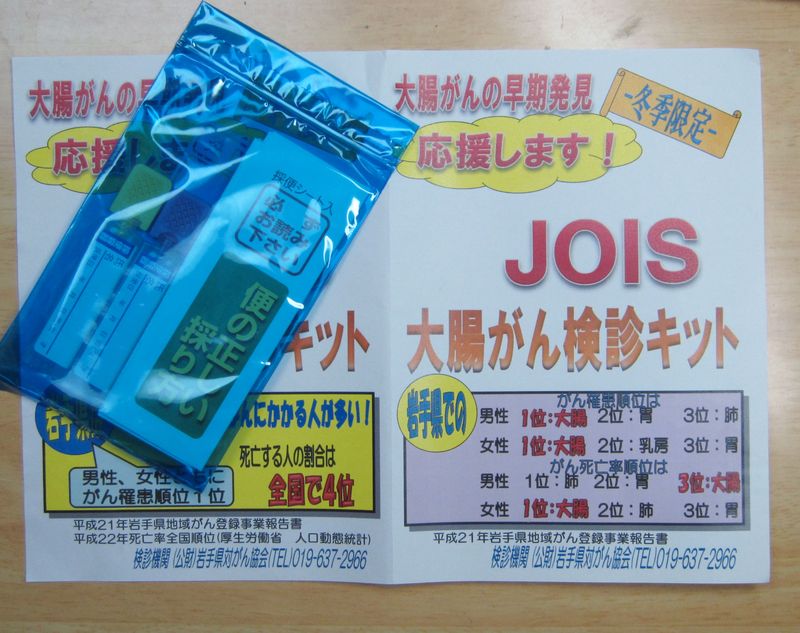 大腸がんの早期
応援しま
採便シート入
必ず
お読み
下さい
便の正しい
採り方
キット
にかかる人が多い！
死亡する人の割合は
全国で4位
男性、女性ともに
がん罹患順位1位
平成21年岩手県地域がん登録事業報告書
平成22年死亡率全国順位(厚生労働省 人口動態統計)
検診機関 (公財)岩手県対がん協会(TEL)019-637-2966
大腸がんの早期発見
-冬季限定-
応援します！
JOIS
大腸がん検診キット
岩手県での
がん罹患順位は
男性 1位：大腸 2位：胃 3位：肺
女性 1位：大腸 2位：乳房 3位：胃
がん死亡率順位は
男性 1位：肺 2位：胃 3位：大腸
女性 1位：大腸 2位：肺 3位：胃
平成21年岩手県地域がん登録事業報告書
検診機関 (公財)岩手県対がん協会(TEL)019-637-2966